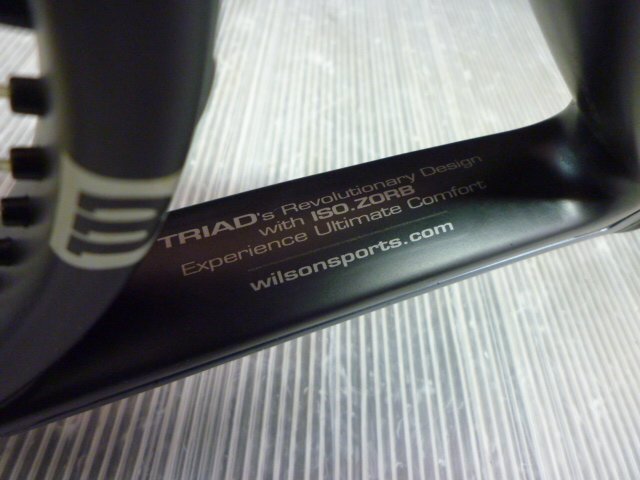 TRIAD's Revolutionary Design
with ISO.ZORB
Experience Ultimate Comfort
wilsonsports.com